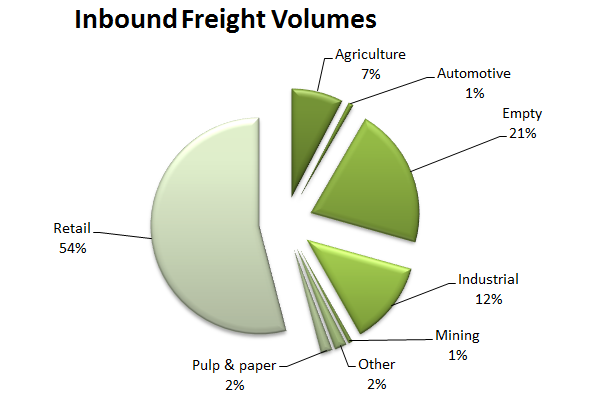 Inbound Freight Volumes
Agriculture
7%
Automotive
1%
Empty
21%
Retail
54%
Industrial
12%
Mining
1%
Pulp & paper
2%
Other
2%